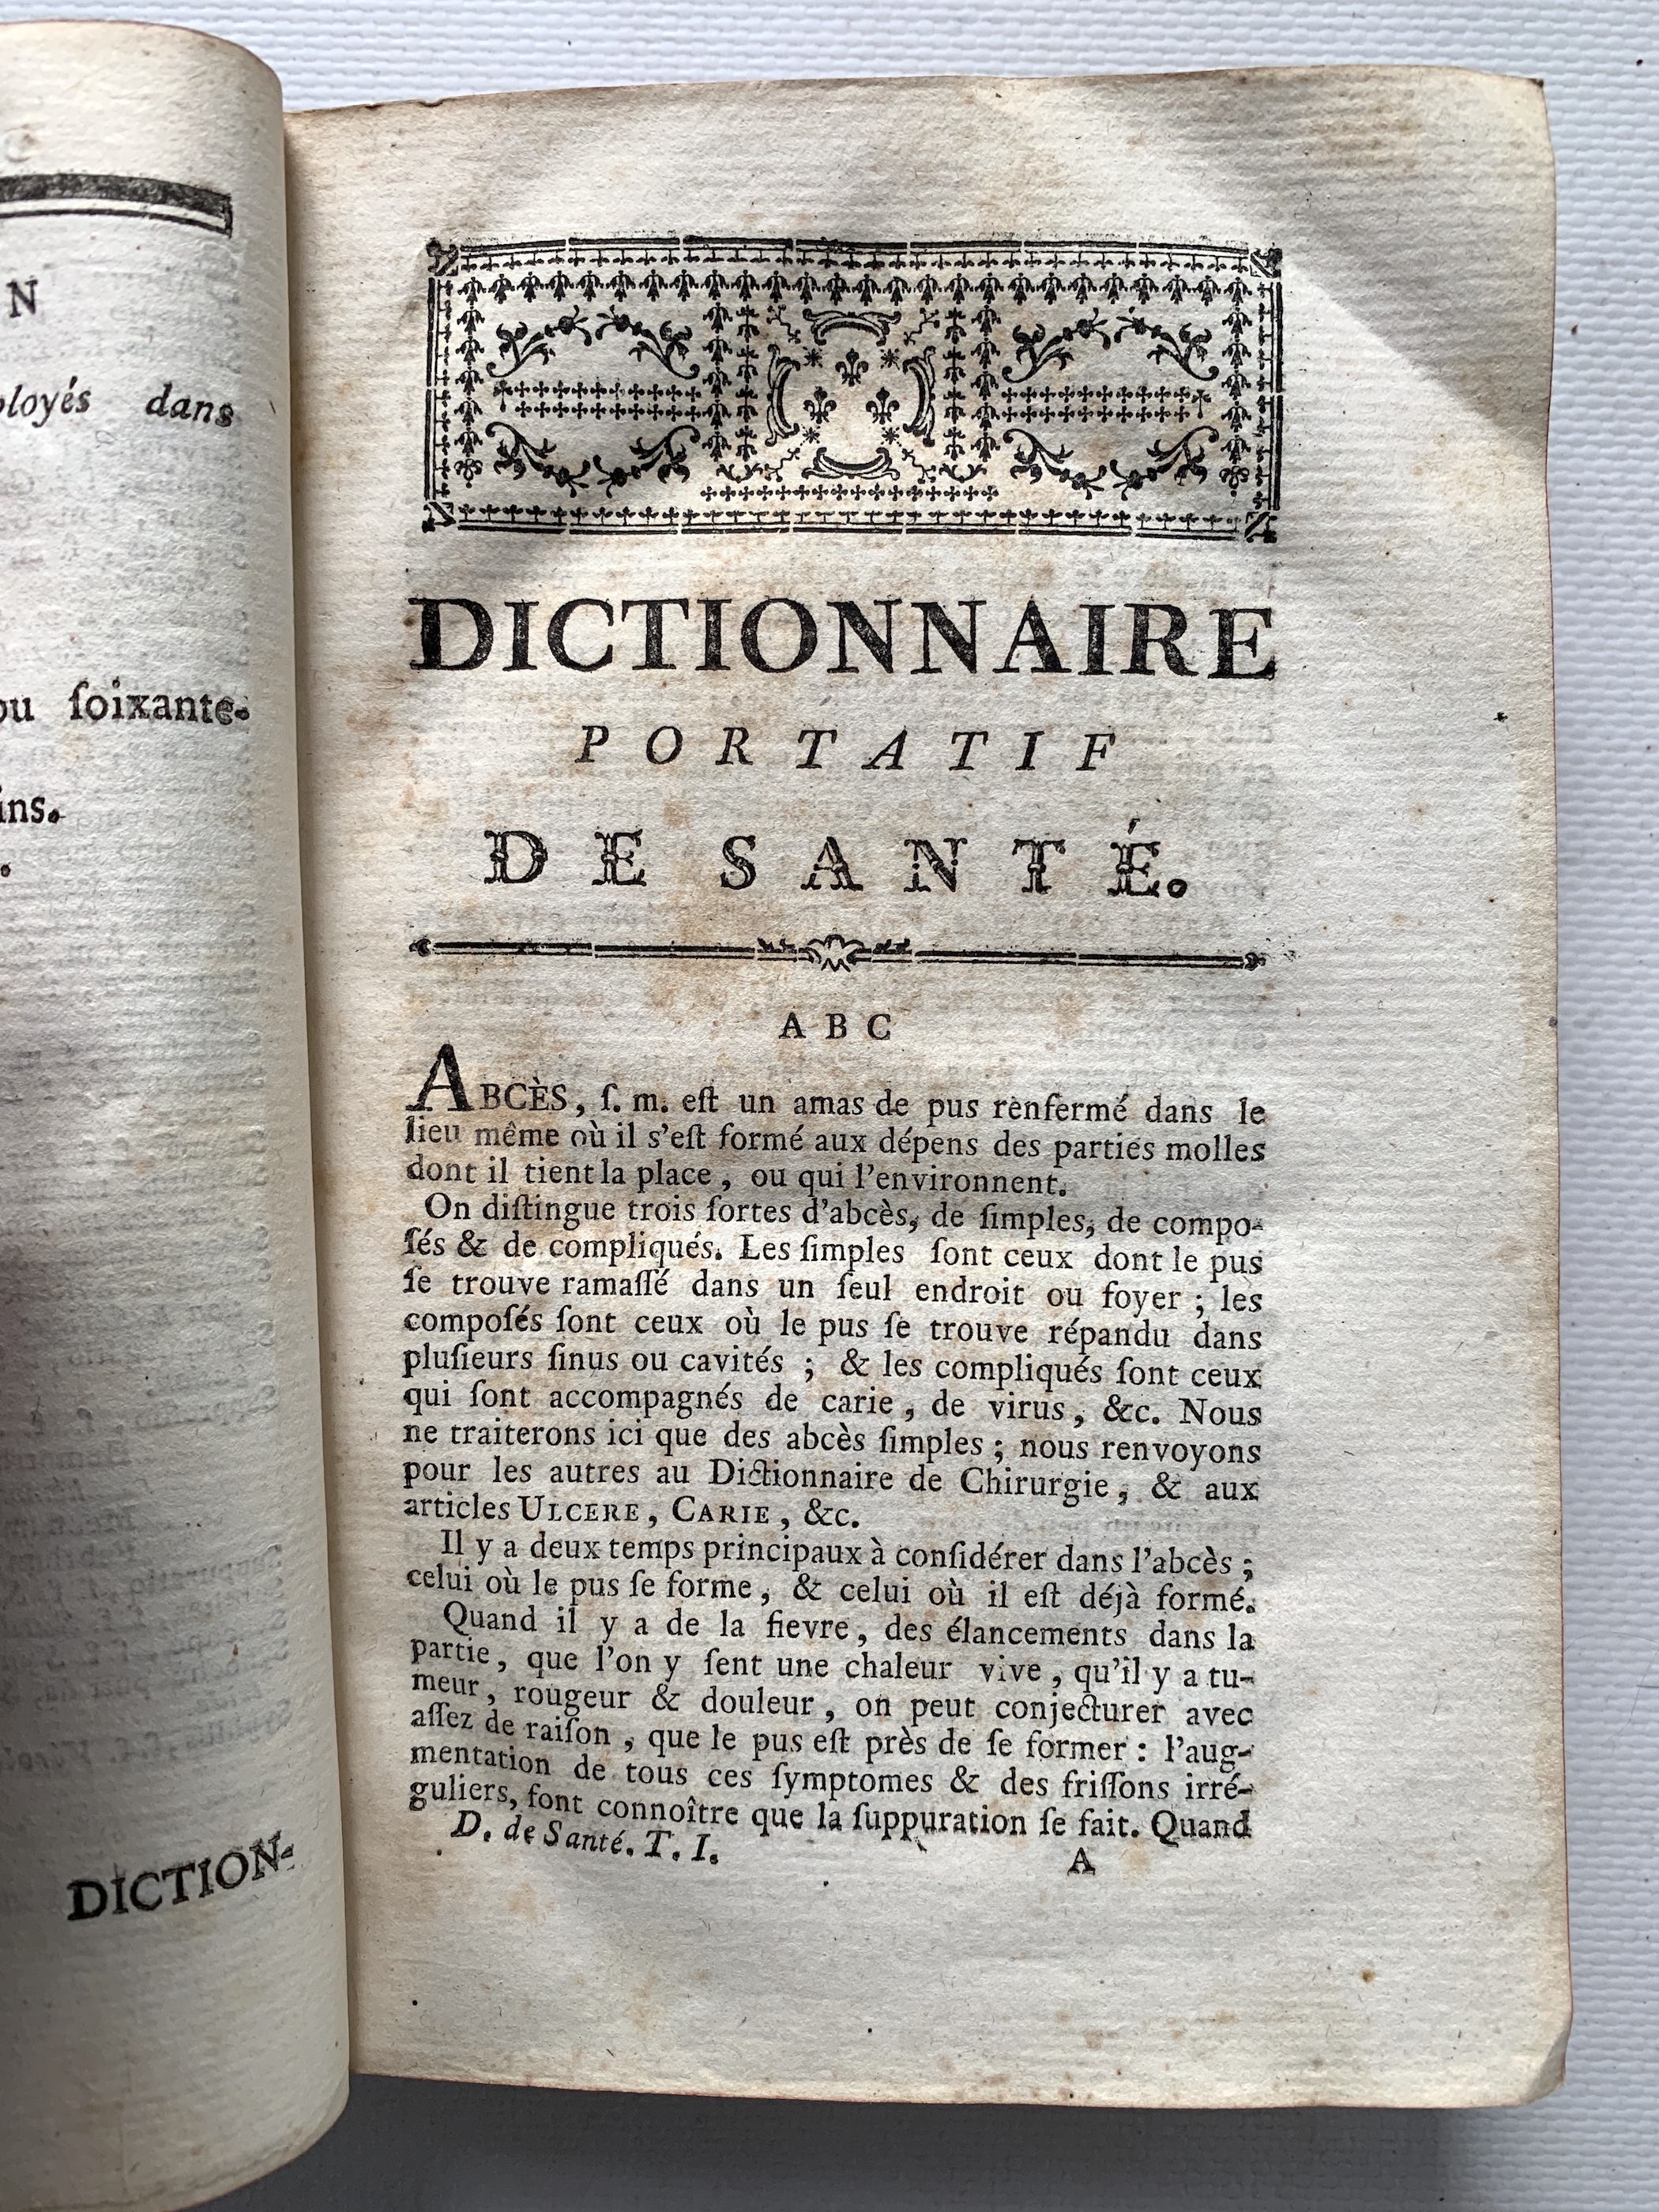 N
dans
ou ſoixante-
DICTION-
DICTIONNAIRE
PORTATIF
DE SANTÉ.
ABC
ABCÈS, ſ. m. eſt un amas de pus renfermé dans le
lieu même où il s'eſt formé aux dépens des parties molles
dont il tient la place, ou qui l'environnent.
On diſtingue trois ſortes d'abcès, de ſimples, de compo-
ſés & de compliqués. Les ſimples ſont ceux dont le pus
ſe trouve ramaſſé dans un ſeul endroit ou foyer; les
compoſés ſont ceux où le pus ſe trouve répandu dans
pluſieurs ſinus ou cavités; & les compliqués ſont ceux
qui ſont accompagnés de carie, de virus, &c. Nous
ne traiterons ici que des abcès ſimples; nous renvoyons
pour les autres au Dictionnaire de Chirurgie, & aux
articles ULCERE, CARIE, &c.
Il y a deux temps principaux à conſidérer dans l'abcès;
celui où le pus ſe forme, & celui où il eſt déjà formé.
Quand il y a de la fievre, des élancements dans la
partie, que l'on y ſent une chaleur vive, qu'il y a tu-
meur, rougeur & douleur, on peut conjecturer avec
aſſez de raiſon, que le pus eſt près de ſe former: l'aug-
mentation de tous ces ſymptomes & des friſſons irré-
guliers, font connoître que la ſuppuration ſe fait. Quand
D. de Santé. T. I.
A